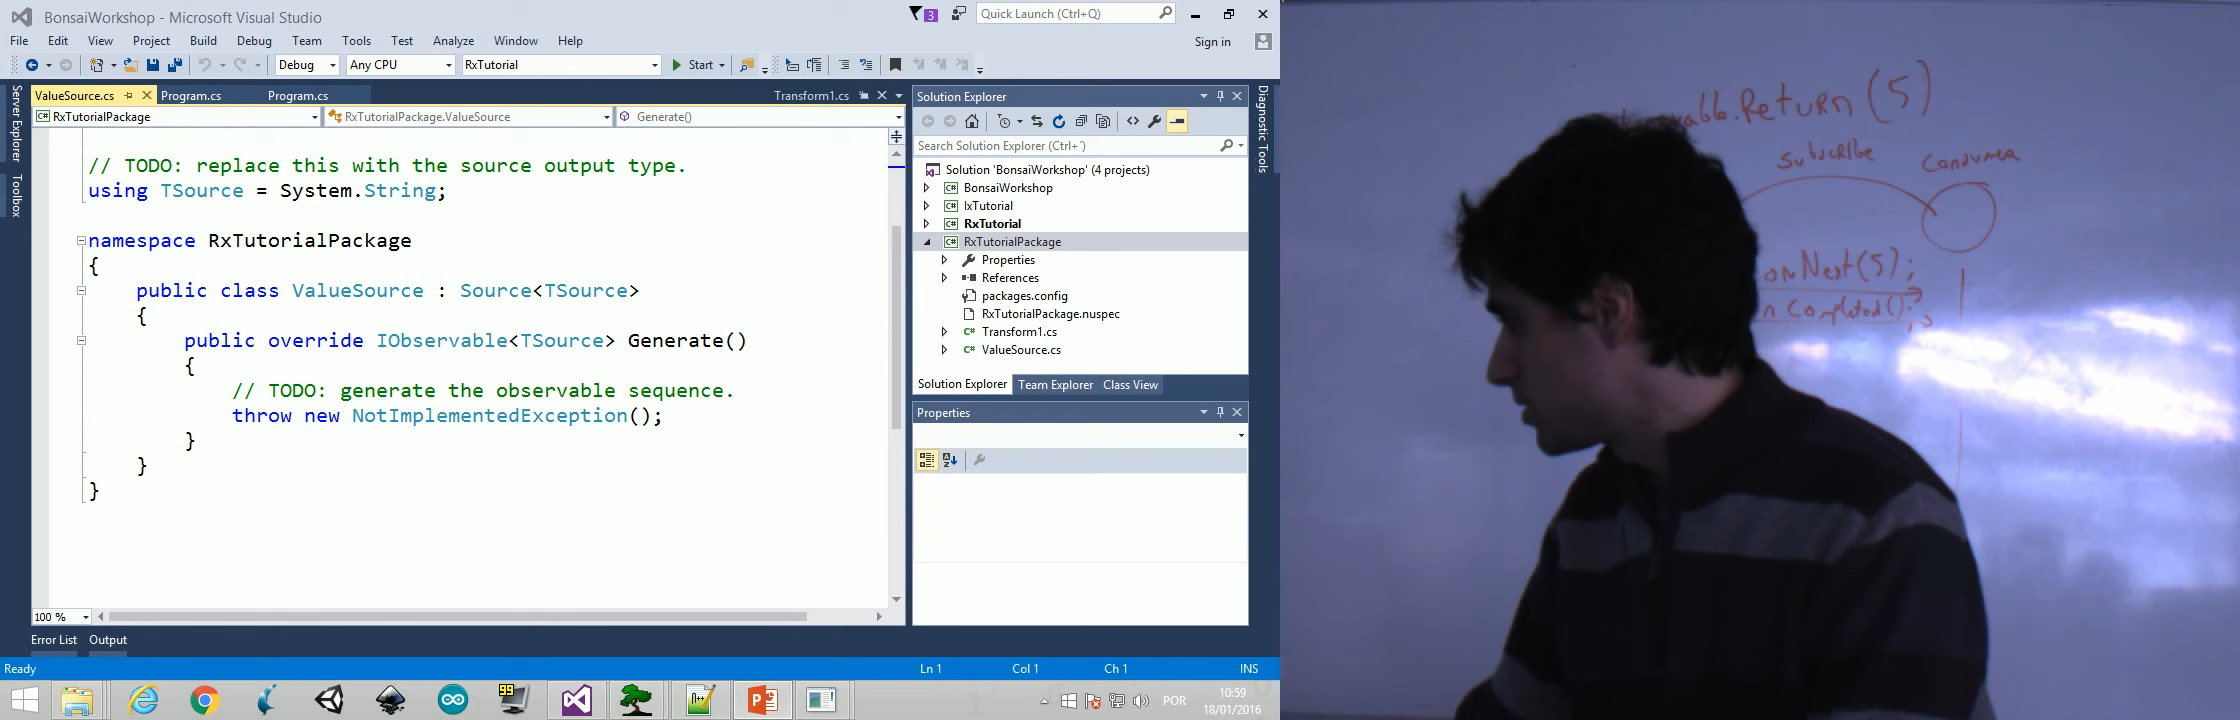 BonsaiWorkshop - Microsoft Visual Studio
3
Quick Launch (Ctrl+Q)
File Edit View Project Build Debug Team Tools Test Analyze Window Help
Sign in
Debug Any CPU RxTutorial Start
ValueSource.cs Program.cs Program.cs Transform1.cs
RxTutorialPackage RxTutorialPackage.ValueSource Generate()
Server Explorer
Toolbox
// TODO: replace this with the source output type.
using TSource = System.String;
namespace RxTutorialPackage
{
public class ValueSource : Source<TSource>
{
public override IObservable<TSource> Generate()
{
// TODO: generate the observable sequence.
throw new NotImplementedException();
}
}
}
100 %
Error List Output
Ready Ln 1 Col 1 Ch 1 INS
Solution Explorer
Search Solution Explorer (Ctrl+´)
Solution 'BonsaiWorkshop' (4 projects)
BonsaiWorkshop
IxTutorial
RxTutorial
RxTutorialPackage
Properties
References
packages.config
RxTutorialPackage.nuspec
Transform1.cs
ValueSource.cs
Solution Explorer Team Explorer Class View
Properties
Diagnostic Tools
99
POR
10:59
18/01/2016
.Return (5)
Subscribe
Consumer
onNext(5);
Completed();